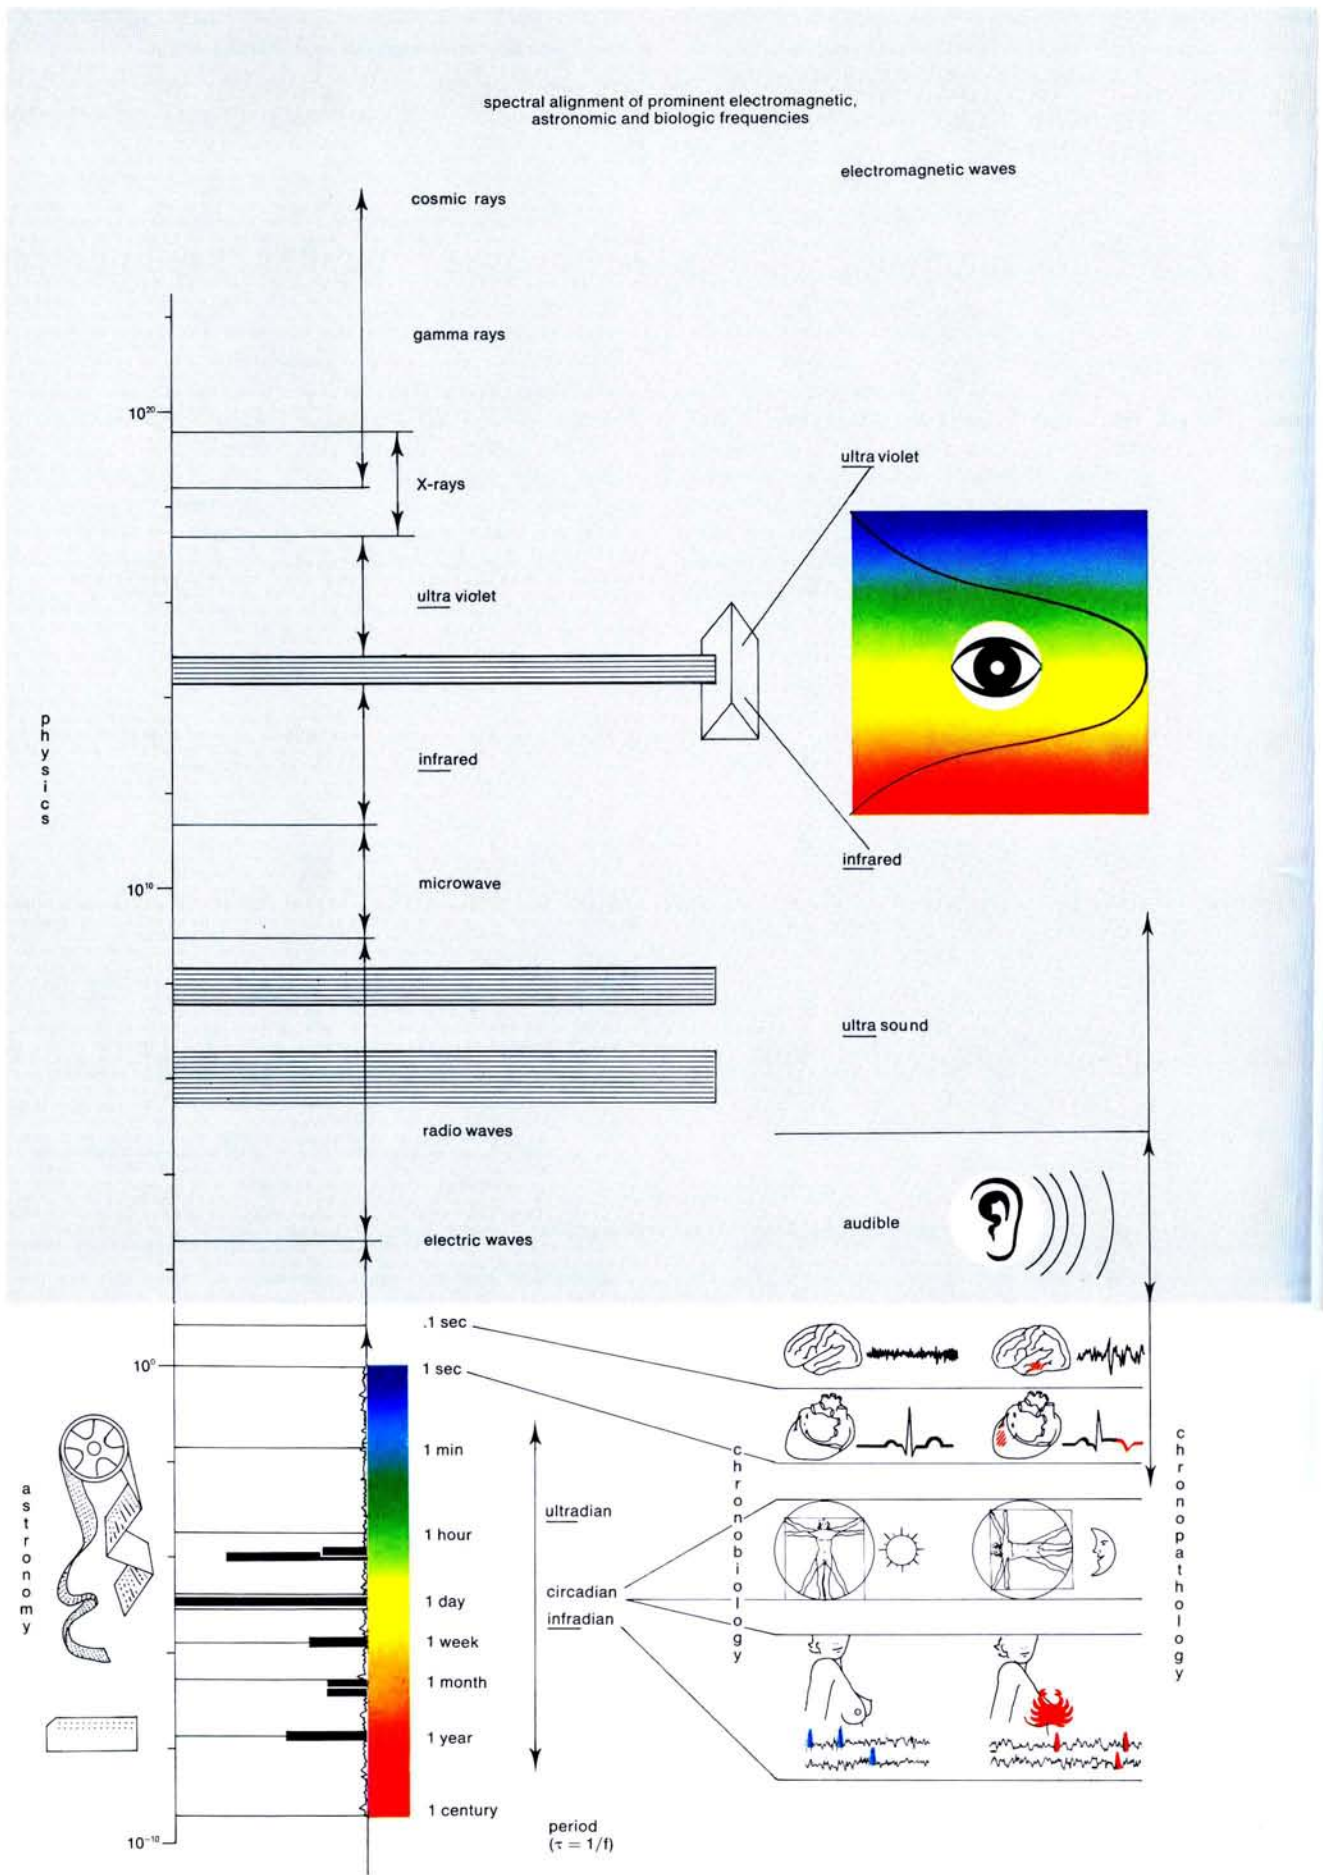 spectral alignment of prominent electromagnetic,
astronomic and biologic frequencies
electromagnetic waves
cosmic rays
gamma rays
10²⁰
X-rays
ultra violet
ultra violet
infrared
infrared
physics
microwave
10¹⁰
ultra sound
radio waves
audible
electric waves
.1 sec
10⁰
1 sec
1 min
1 hour
1 day
1 week
1 month
1 year
1 century
10⁻¹⁰
astronomy
ultradian
circadian
infradian
period
(τ = 1/f)
chronobiology
chronopathology